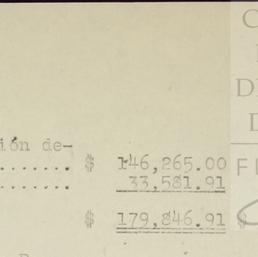 ión de-
....... $ 146,265.00
....... 33,581.91
$ 179,846.91